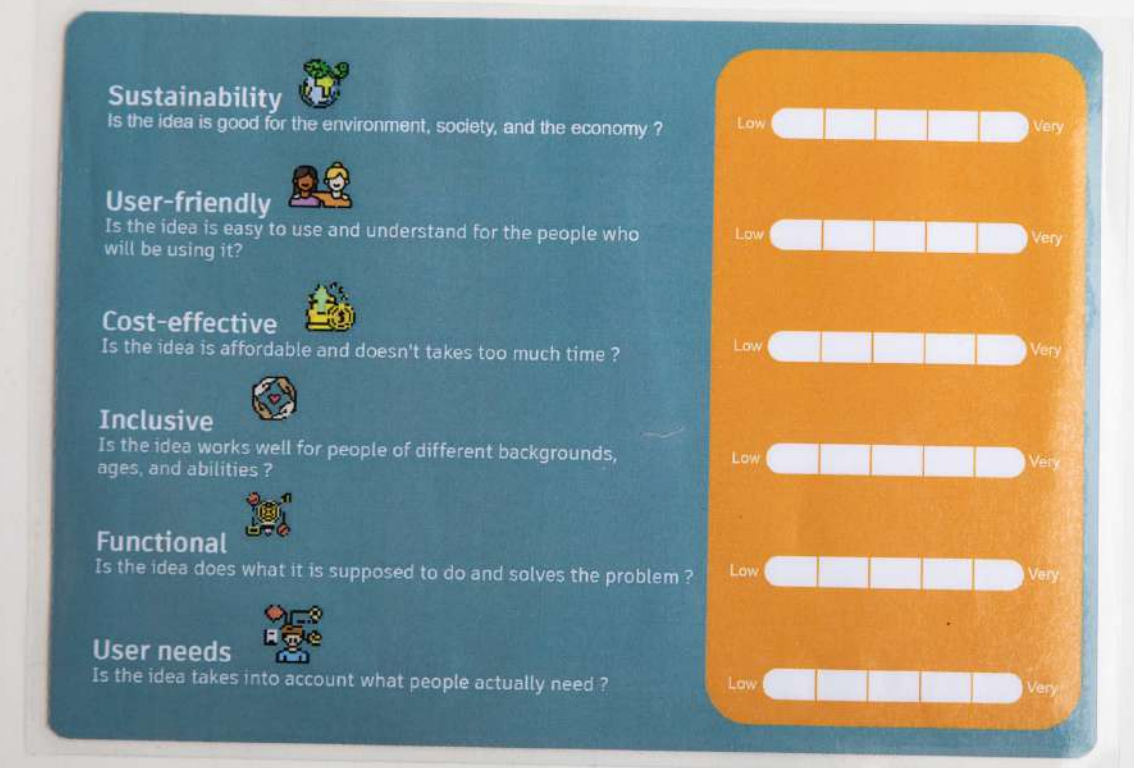 Sustainability
Is the idea is good for the environment, society, and the economy ?
Low Very
User-friendly
Is the idea is easy to use and understand for the people who
will be using it?
Low Very
Cost-effective
Is the idea is affordable and doesn't takes too much time ?
Low Very
Inclusive
Is the idea works well for people of different backgrounds,
ages, and abilities ?
Low Very
Functional
Is the idea does what it is supposed to do and solves the problem ?
Low Very
User needs
Is the idea takes into account what people actually need ?
Low Very